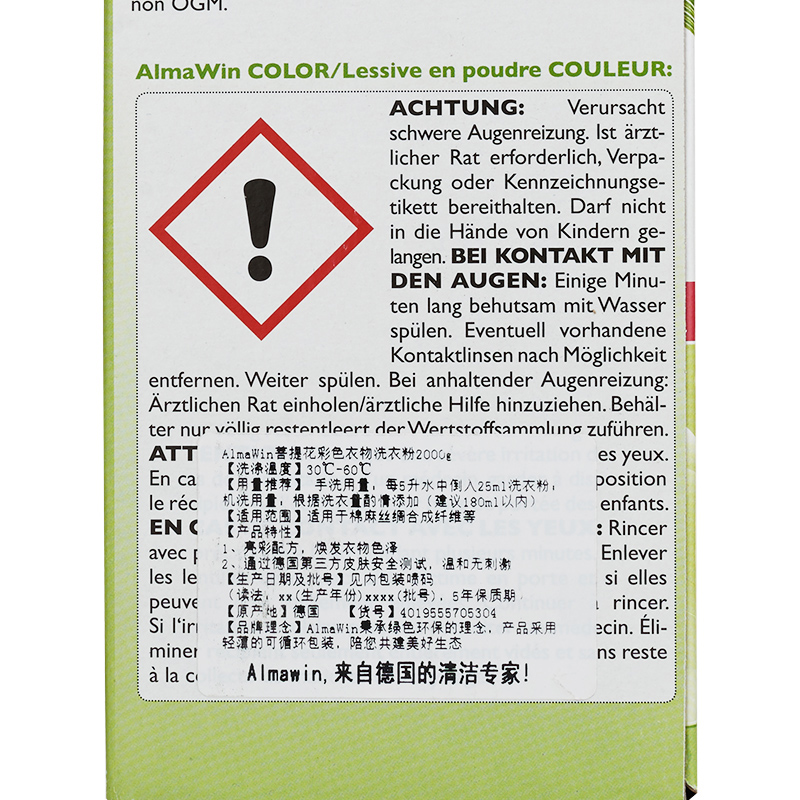 non OGM.
AlmaWin COLOR/Lessive en poudre COULEUR:
ACHTUNG: Verursacht
schwere Augenreizung. Ist ärzt-
licher Rat erforderlich, Verpa-
ckung oder Kennzeichnungse-
tikett bereithalten. Darf nicht
in die Hände von Kindern ge-
langen. BEI KONTAKT MIT
DEN AUGEN: Einige Minu-
ten lang behutsam mit Wasser
spülen. Eventuell vorhandene
Kontaktlinsen nach Möglichkeit
entfernen. Weiter spülen. Bei anhaltender Augenreizung:
Ärztlichen Rat einholen/ärztliche Hilfe hinzuziehen. Behäl-
ter nur völlig restentleert der Wertstoffsammlung zuführen.
AlmaWin菩提花彩色衣物洗衣粉2000g
【洗涤温度】30℃-60℃
【用量推荐】 手洗用量,每5升水中倒入25ml洗衣粉,
机洗用量,根据洗衣量酌情添加(建议180ml以内)
【适用范围】适用于棉麻丝绸合成纤维等
【产品特性】
1、亮彩配方,焕发衣物色泽
2、通过德国第三方皮肤安全测试,温和无刺激
【生产日期及批号】见内包装喷码
(读法:xx(生产年份)xxxx(批号),5年保质期
【原产地】德国 【货号】4019555705304
【品牌理念】AlmaWin秉承绿色环保的理念,产品采用
轻薄的可循环包装,陪您共建美好生态
Almawin,来自德国的清洁专家!
ATT es yeux.
En ca position
le réci enfants.
EN C : Rincer
avec p Enlever
les le si elles
peuve à rincer.
Si l'ir ecin. Éli-
miner ans reste
à la c